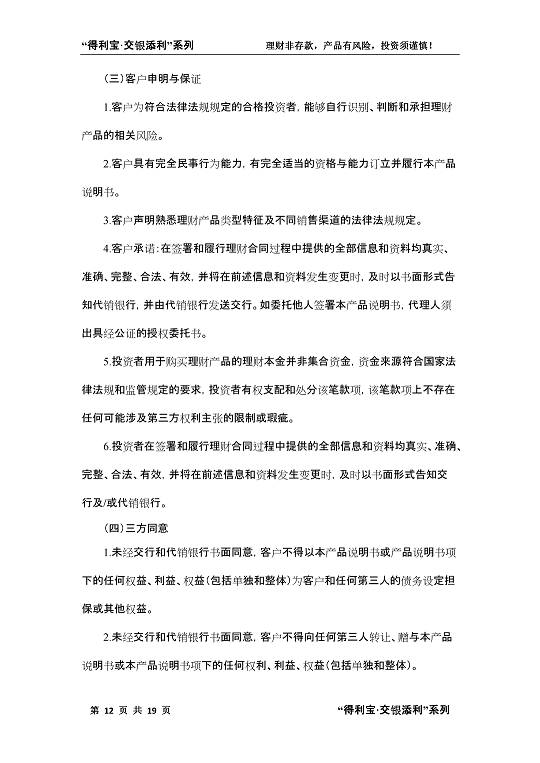 “得利宝·交银添利”系列 理财非存款，产品有风险，投资须谨慎！
（三）客户申明与保证
1.客户为符合法律法规规定的合格投资者，能够自行识别、判断和承担理财
产品的相关风险。
2.客户具有完全民事行为能力，有完全适当的资格与能力订立并履行本产品
说明书。
3.客户声明熟悉理财产品类型特征及不同销售渠道的法律法规规定。
4.客户承诺：在签署和履行理财合同过程中提供的全部信息和资料均真实、
准确、完整、合法、有效，并将在前述信息和资料发生变更时，及时以书面形式告
知代销银行，并由代销银行发送交行。如委托他人签署本产品说明书，代理人须
出具经公证的授权委托书。
5.投资者用于购买理财产品的理财本金并非集合资金，资金来源符合国家法
律法规和监管规定的要求，投资者有权支配和处分该笔款项，该笔款项上不存在
任何可能涉及第三方权利主张的限制或瑕疵。
6.投资者在签署和履行理财合同过程中提供的全部信息和资料均真实、准确、
完整、合法、有效，并将在前述信息和资料发生变更时，及时以书面形式告知交
行及/或代销银行。
（四）三方同意
1.未经交行和代销银行书面同意，客户不得以本产品说明书或产品说明书项
下的任何权益、利益、权益（包括单独和整体）为客户和任何第三人的债务设定担
保或其他权益。
2.未经交行和代销银行书面同意，客户不得向任何第三人转让、赠与本产品
说明书或本产品说明书项下的任何权利、利益、权益（包括单独和整体）。
第 12 页 共 19 页 “得利宝·交银添利”系列